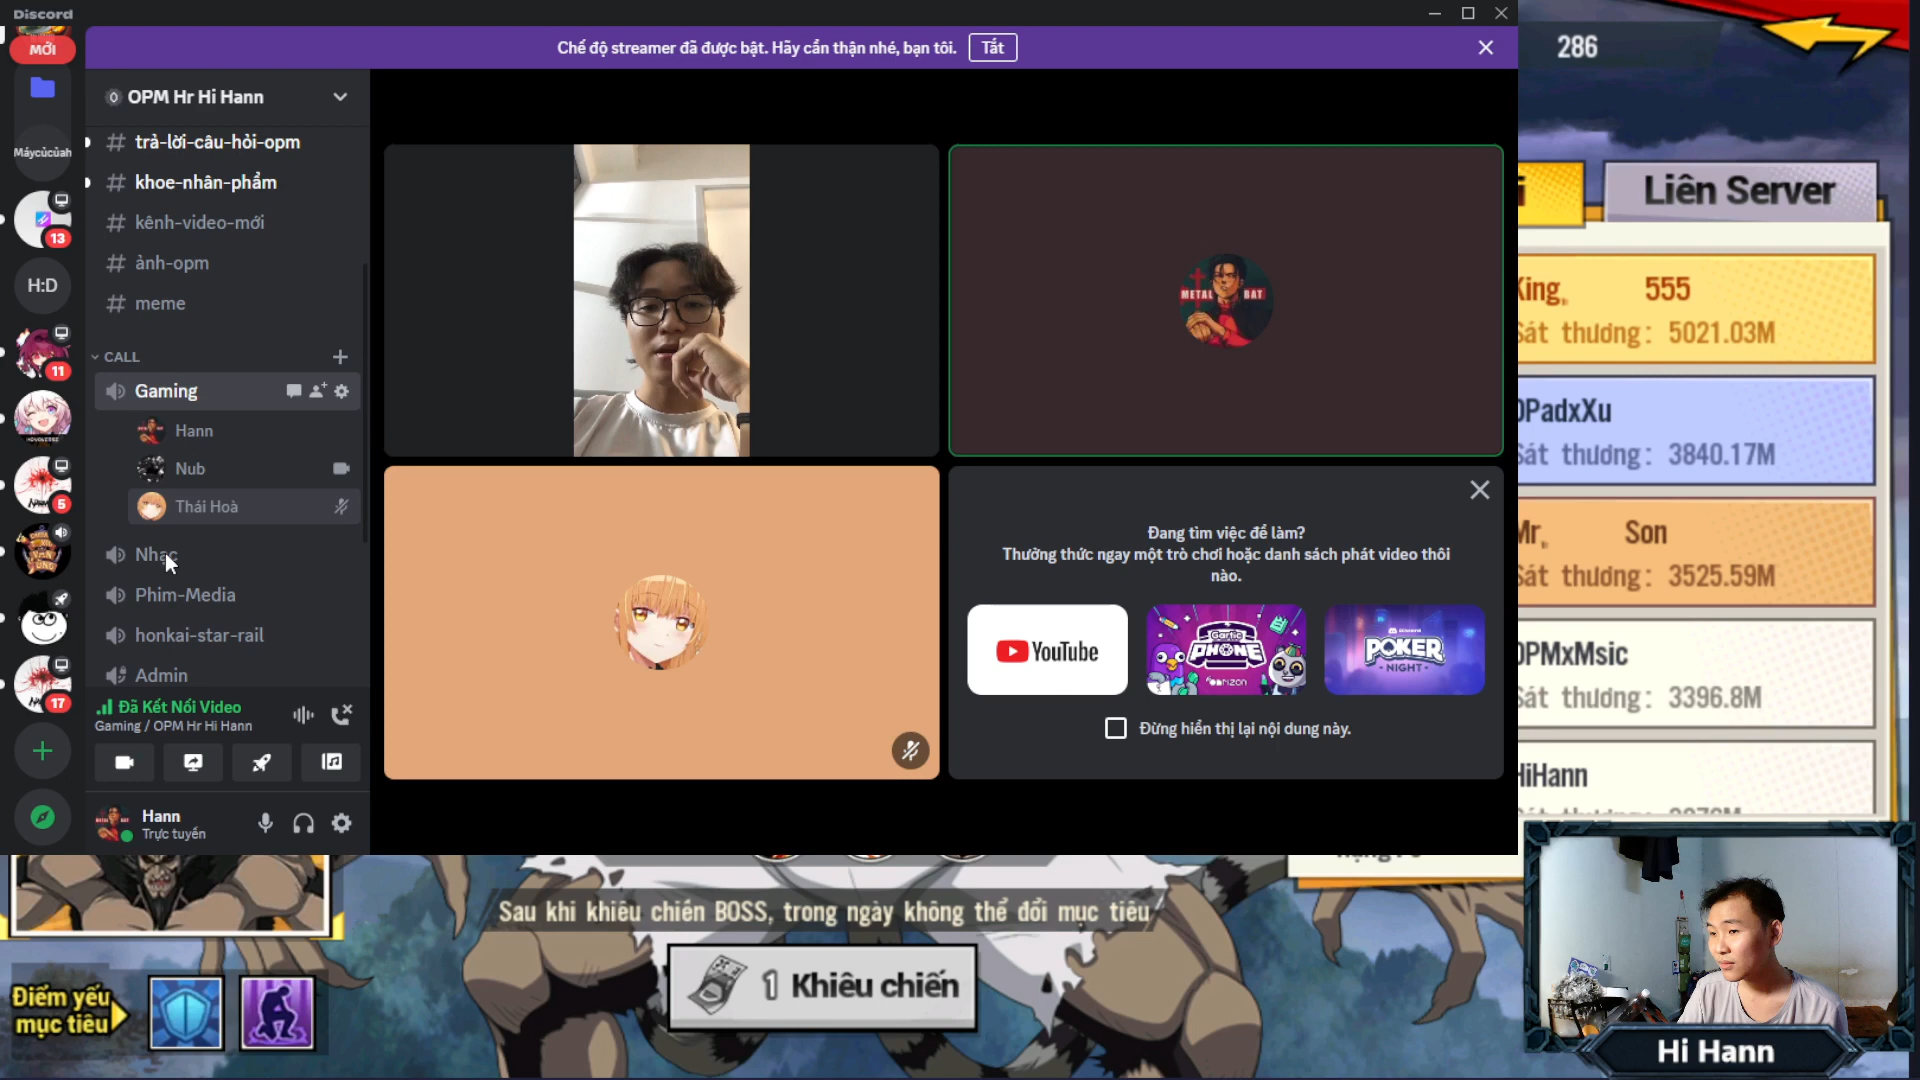 Discord
Chế độ streamer đã được bật. Hãy cẩn thận nhé, bạn tôi.
Tắt
MỚI
Máycủcủah
13
H:D
11
5
17
OPM Hr Hi Hann
trả-lời-câu-hỏi-opm
khoe-nhân-phẩm
kênh-video-mới
ảnh-opm
meme
CALL
Gaming
Hann
Nub
Thái Hoà
Nhạc
Phim-Media
honkai-star-rail
Admin
Đã Kết Nối Video
Gaming / OPM Hr Hi Hann
Hann
Trực tuyến
METAL BAT
Đang tìm việc để làm?
Thưởng thức ngay một trò chơi hoặc danh sách phát video thôi
nào.
YouTube
Gartic
PHONE
Discord
POKER
NIGHT
Đừng hiển thị lại nội dung này.
286
Liên Server
King, 555
Sát thương: 5021.03M
OPadxXu
Sát thương: 3840.17M
Mr, Son
Sát thương: 3525.59M
OPMxMsic
Sát thương: 3396.8M
HiHann
Sau khi khiêu chiến BOSS, trong ngày không thể đổi mục tiêu
1 Khiêu chiến
Điểm yếu
mục tiêu
Hi Hann